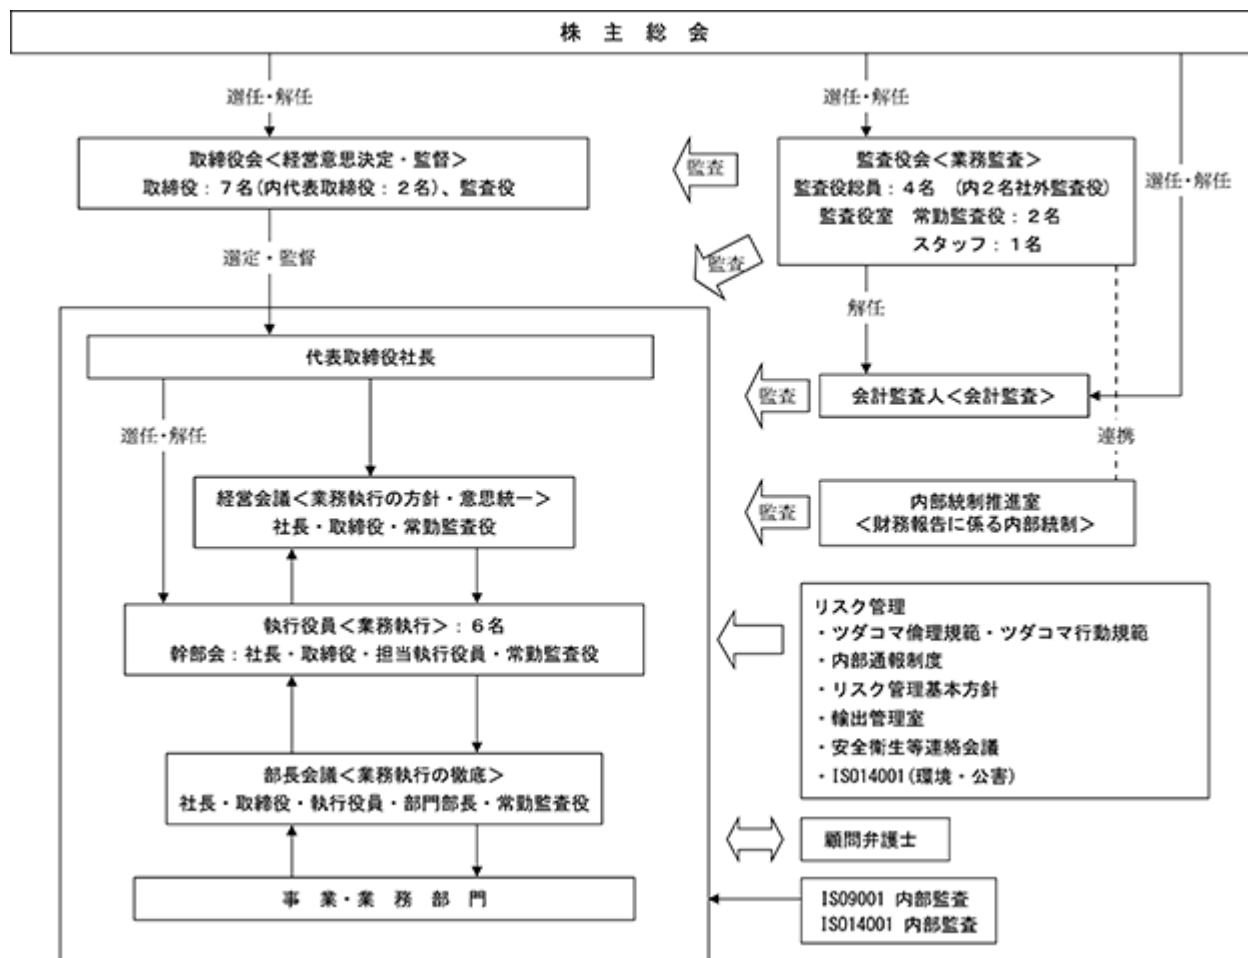 株 主 総 会
選任・解任
選任・解任
選任・解任
取締役会＜経営意思決定・監督＞
取締役：７名(内代表取締役：２名)、監査役
監査
監査役会＜業務監査＞
監査役総員：４名　(内２名社外監査役)
監査役室　常勤監査役：２名
スタッフ：１名
選定・監督
監査
解任
代表取締役社長
監査
会計監査人＜会計監査＞
選任・解任
連携
経営会議＜業務執行の方針・意思統一＞
社長・取締役・常勤監査役
監査
内部統制推進室
＜財務報告に係る内部統制＞
執行役員＜業務執行＞：６名
幹部会：社長・取締役・担当執行役員・常勤監査役
リスク管理
・ツダコマ倫理規範・ツダコマ行動規範
・内部通報制度
・リスク管理基本方針
・輸出管理室
・安全衛生等連絡会議
・ISO14001(環境・公害)
部長会議＜業務執行の徹底＞
社長・取締役・執行役員・部門部長・常勤監査役
顧問弁護士
事 業・業 務 部 門
ISO9001 内部監査
ISO14001 内部監査